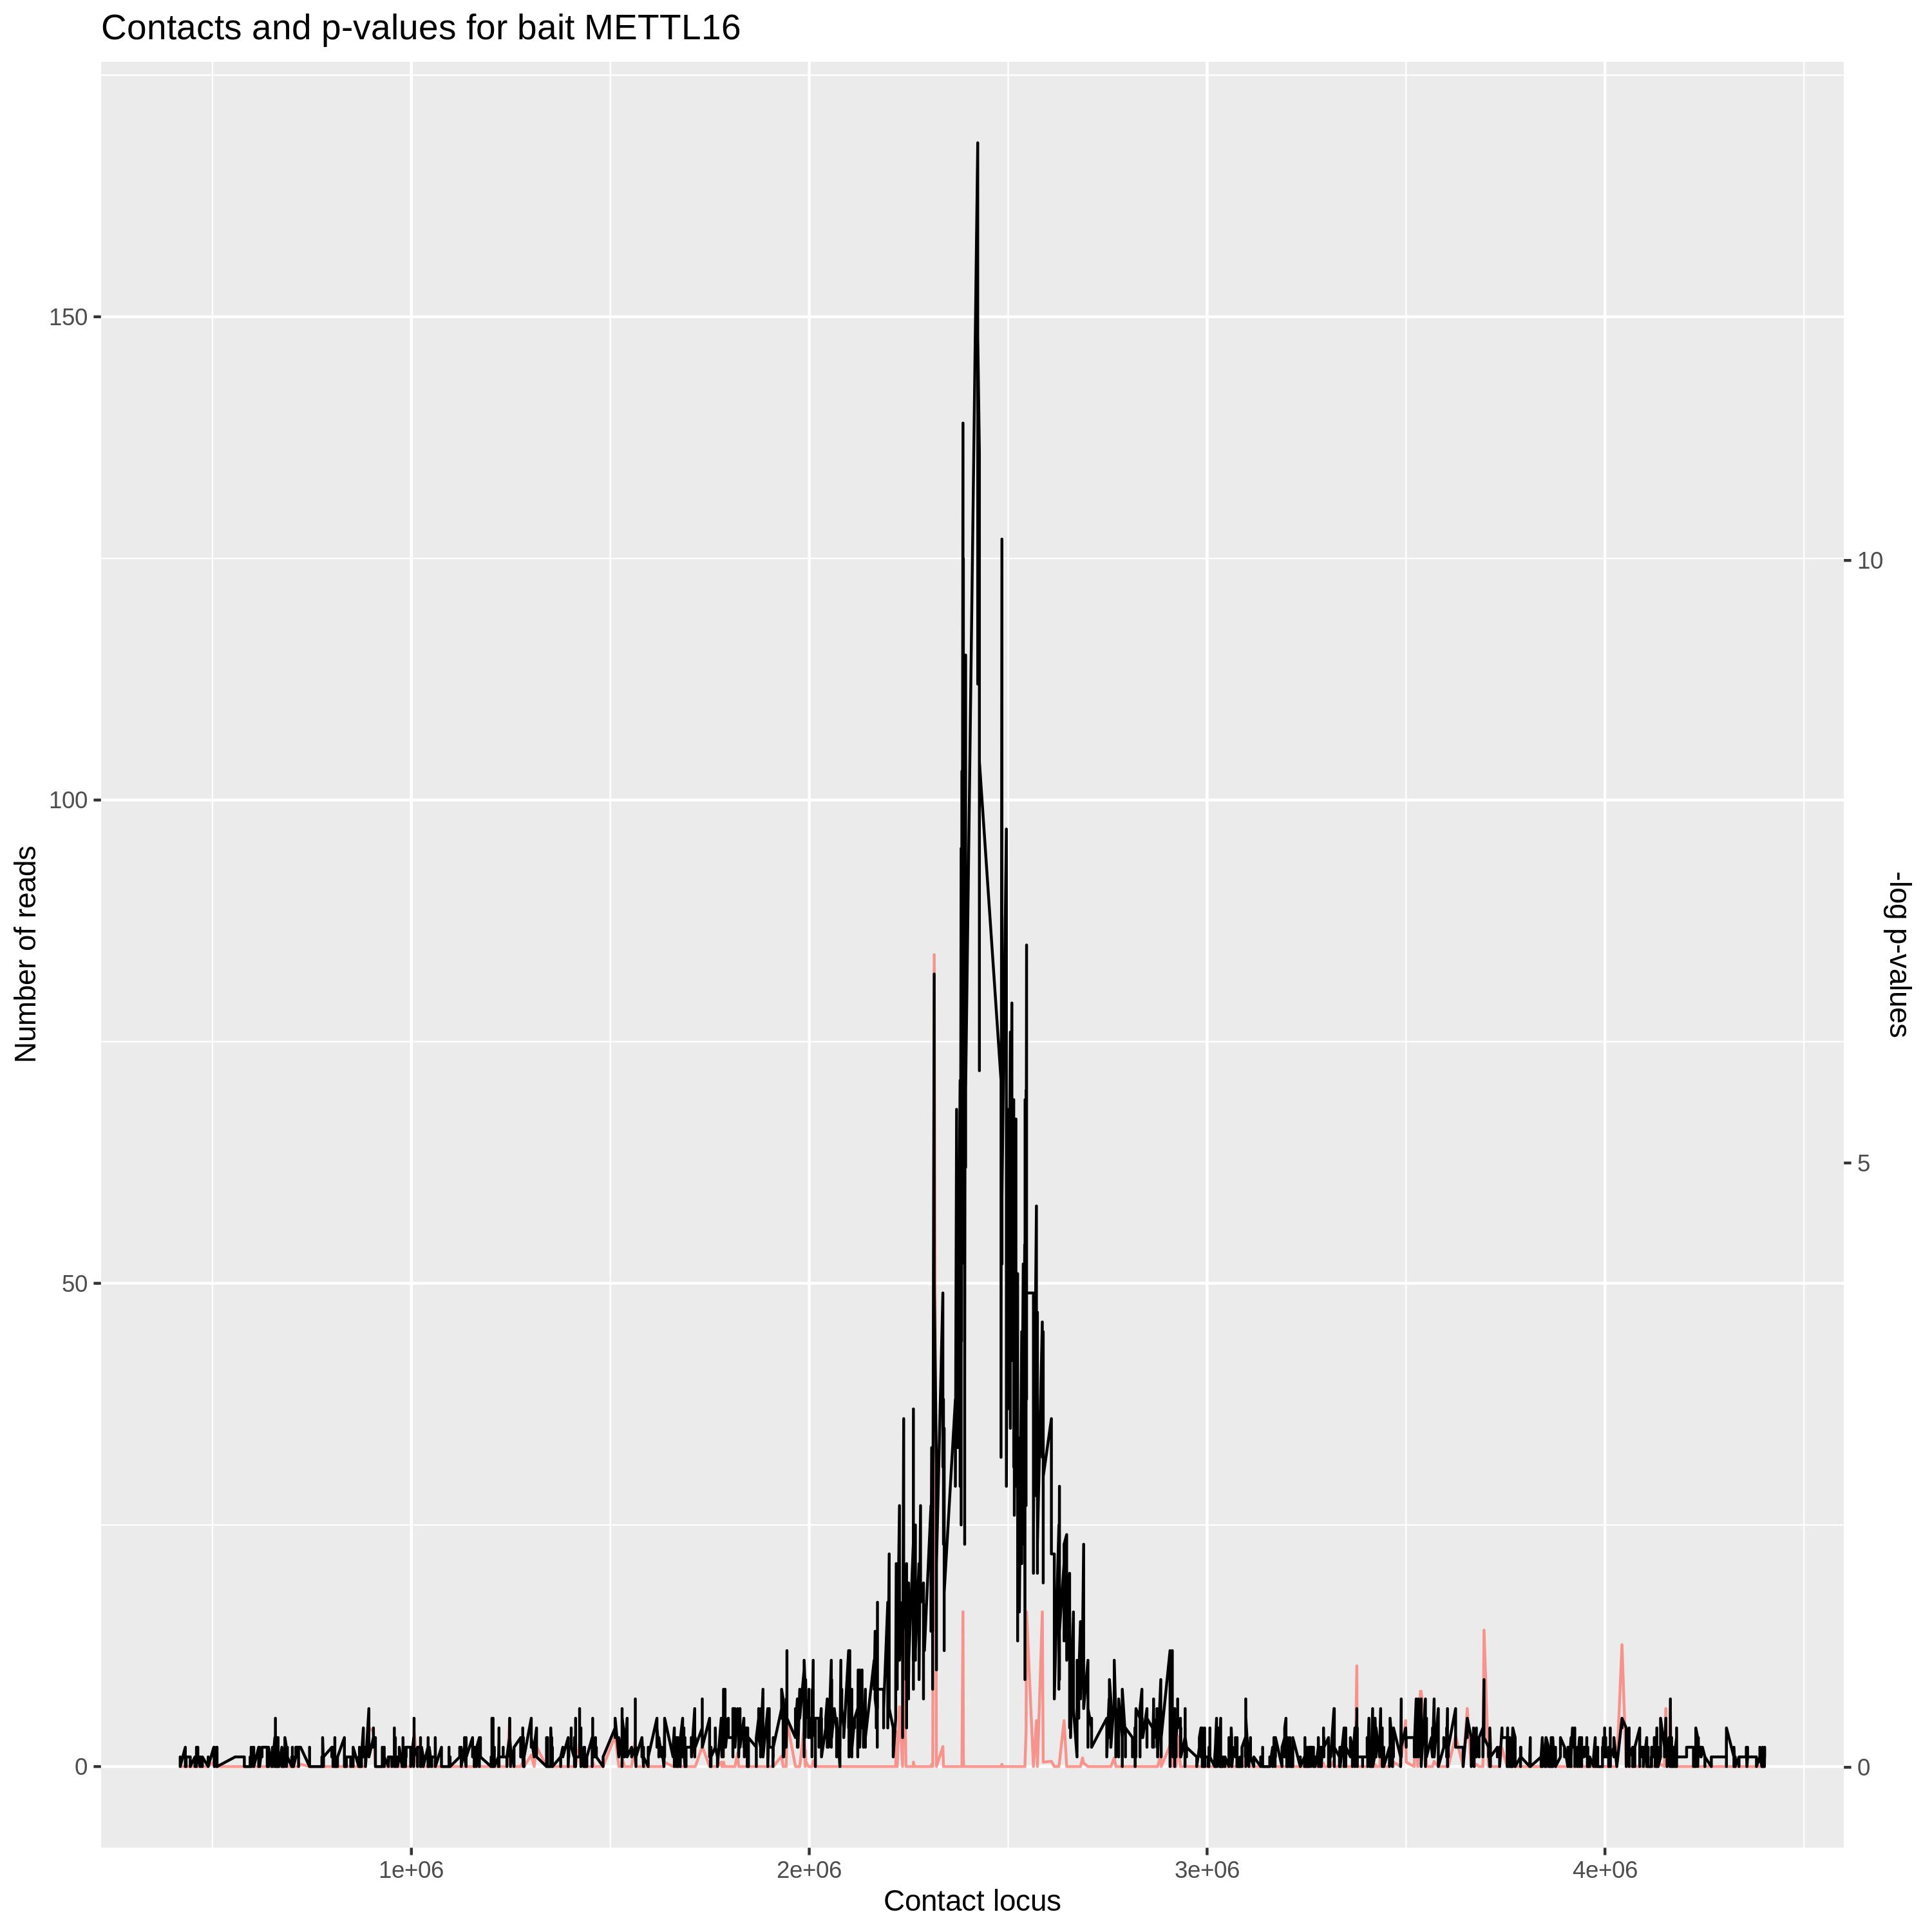 Contacts and p-values for bait METTL16
150
100
50
0
10
5
0
Number of reads
-log p-values
1e+06
2e+06
3e+06
4e+06
Contact locus